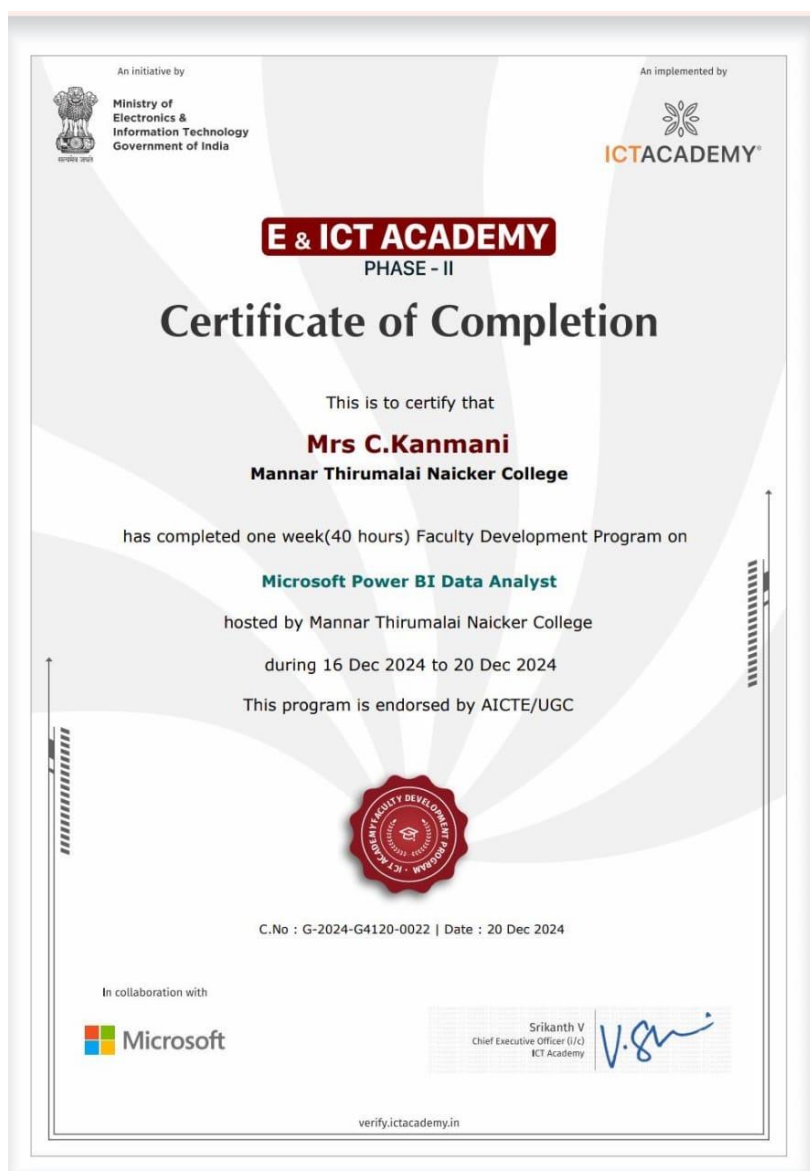 An initiative by
Ministry of
Electronics &
Information Technology
Government of India
सत्यमेव जयते
An implemented by
ICTACADEMY®
E & ICT ACADEMY
PHASE - II
Certificate of Completion
This is to certify that
Mrs C.Kanmani
Mannar Thirumalai Naicker College
has completed one week(40 hours) Faculty Development Program on
Microsoft Power BI Data Analyst
hosted by Mannar Thirumalai Naicker College
during 16 Dec 2024 to 20 Dec 2024
This program is endorsed by AICTE/UGC
ICT ACADEMY FACULTY DEVELOPMENT PROGRAM
C.No : G-2024-G4120-0022 | Date : 20 Dec 2024
In collaboration with
Microsoft
Srikanth V
Chief Executive Officer (i/c)
ICT Academy
verify.ictacademy.in